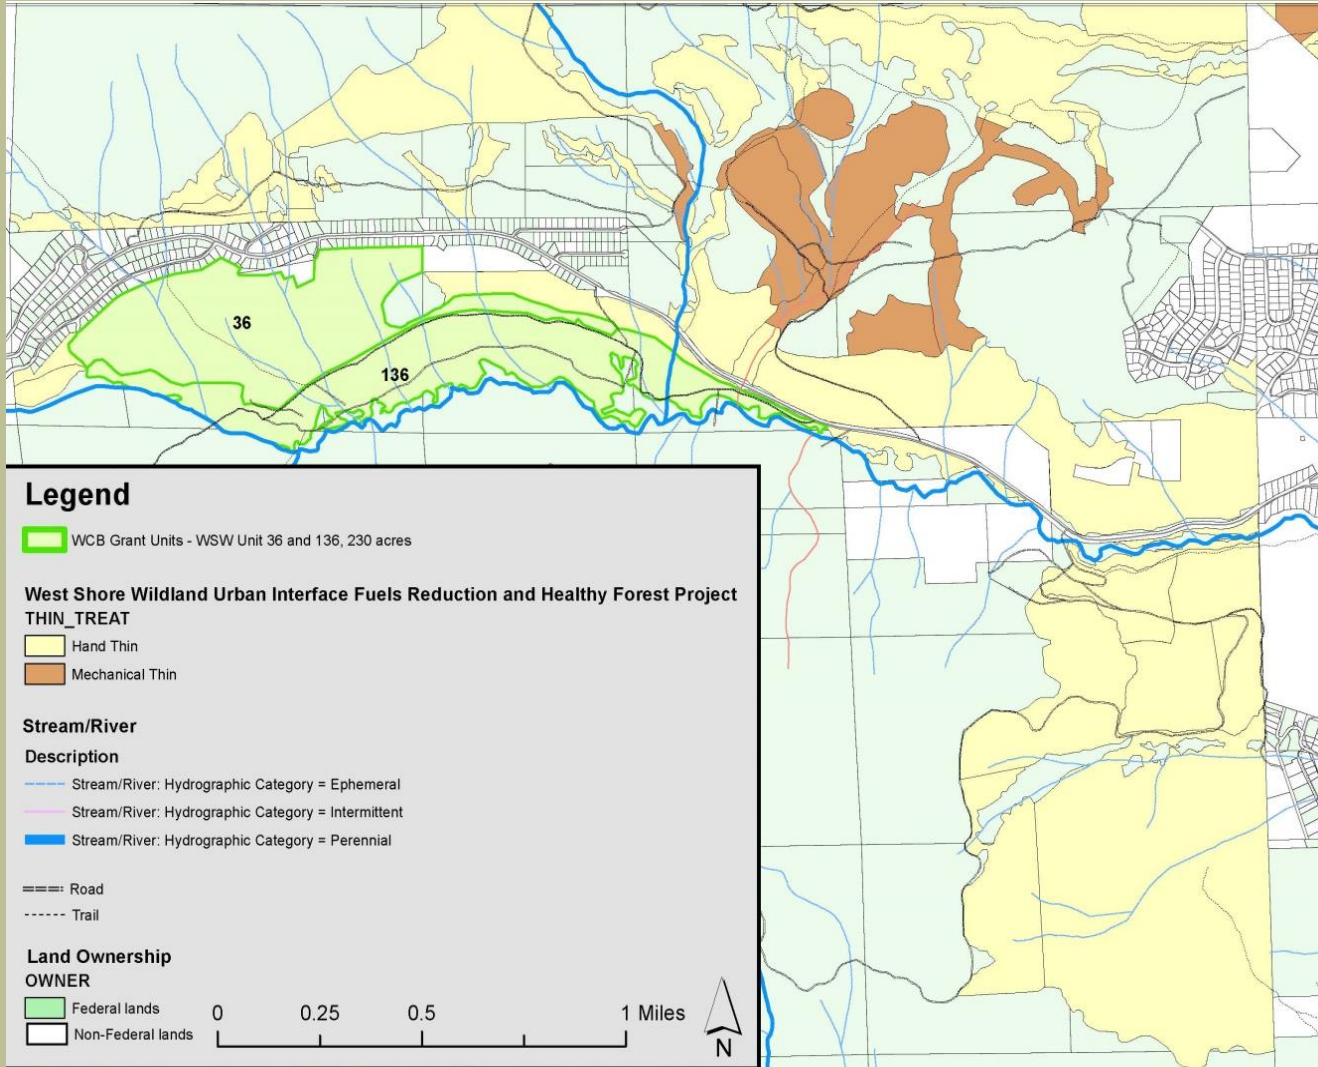 36
136
Legend
WCB Grant Units - WSW Unit 36 and 136, 230 acres
West Shore Wildland Urban Interface Fuels Reduction and Healthy Forest Project
THIN_TREAT
Hand Thin
Mechanical Thin
Stream/River
Description
Stream/River: Hydrographic Category = Ephemeral
Stream/River: Hydrographic Category = Intermittent
Stream/River: Hydrographic Category = Perennial
Road
Trail
Land Ownership
OWNER
Federal lands
Non-Federal lands
0 0.25 0.5 1 Miles
N